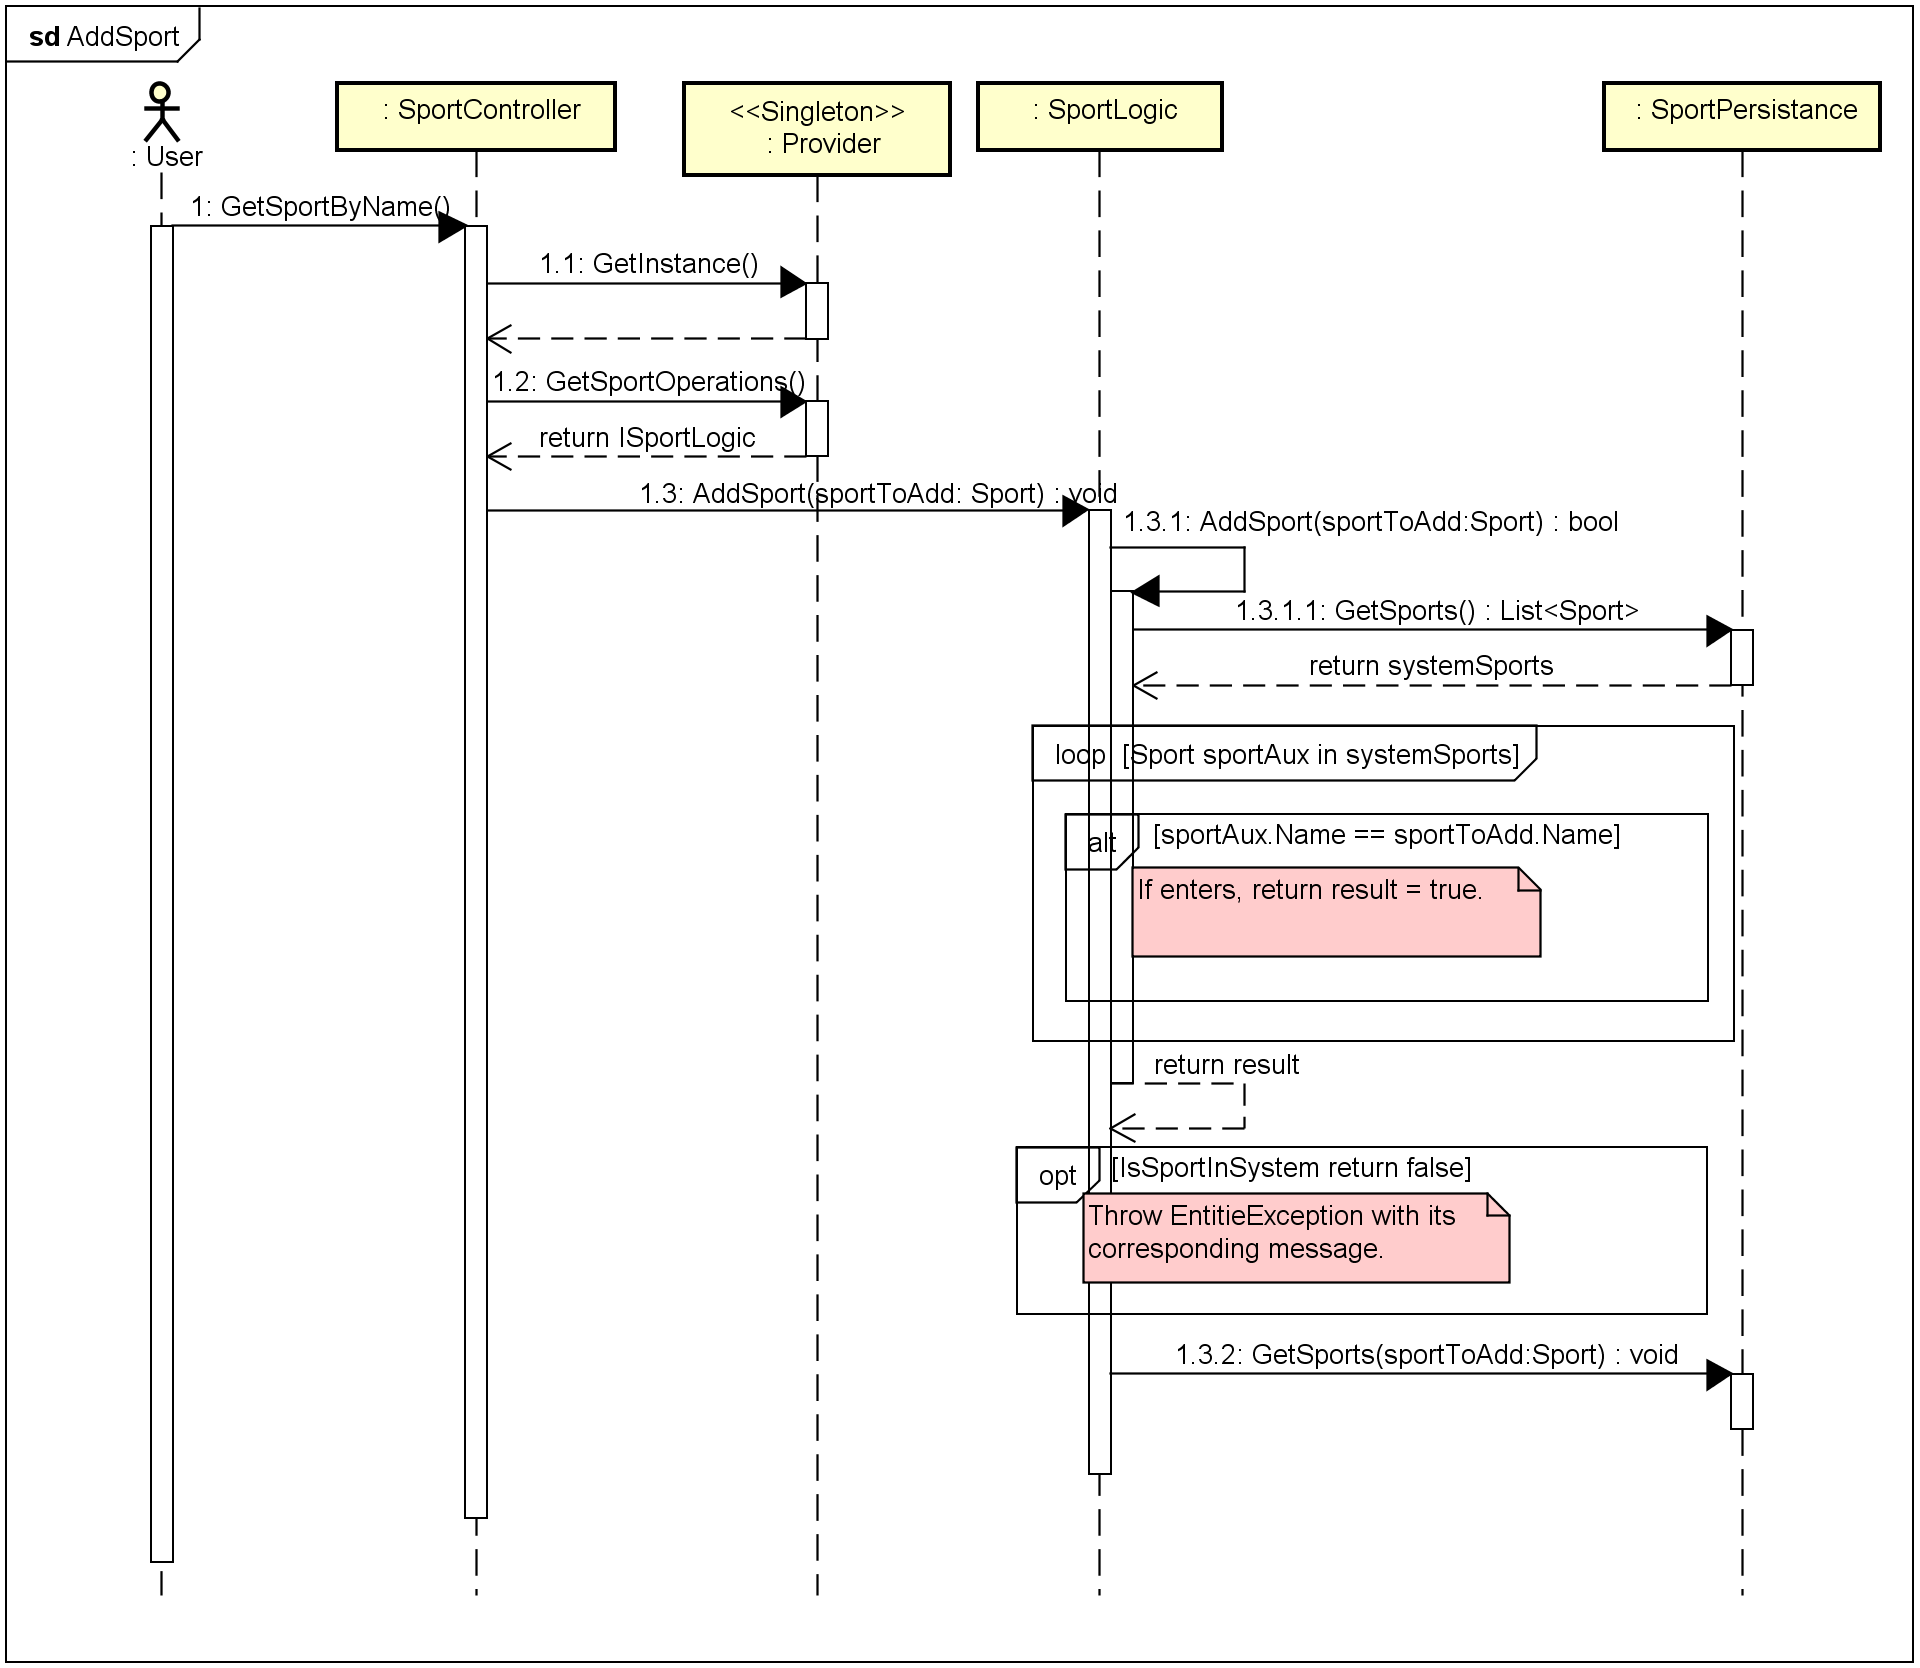 sd AddSport
: User
: SportController
<<Singleton>>
: Provider
: SportLogic
: SportPersistance
1: GetSportByName()
1.1: GetInstance()
1.2: GetSportOperations()
return ISportLogic
1.3: AddSport(sportToAdd: Sport) : void
1.3.1: AddSport(sportToAdd:Sport) : bool
1.3.1.1: GetSports() : List<Sport>
return systemSports
loop [Sport sportAux in systemSports]
alt [sportAux.Name == sportToAdd.Name]
If enters, return result = true.
return result
opt [IsSportInSystem return false]
Throw EntitieException with its
corresponding message.
1.3.2: GetSports(sportToAdd:Sport) : void